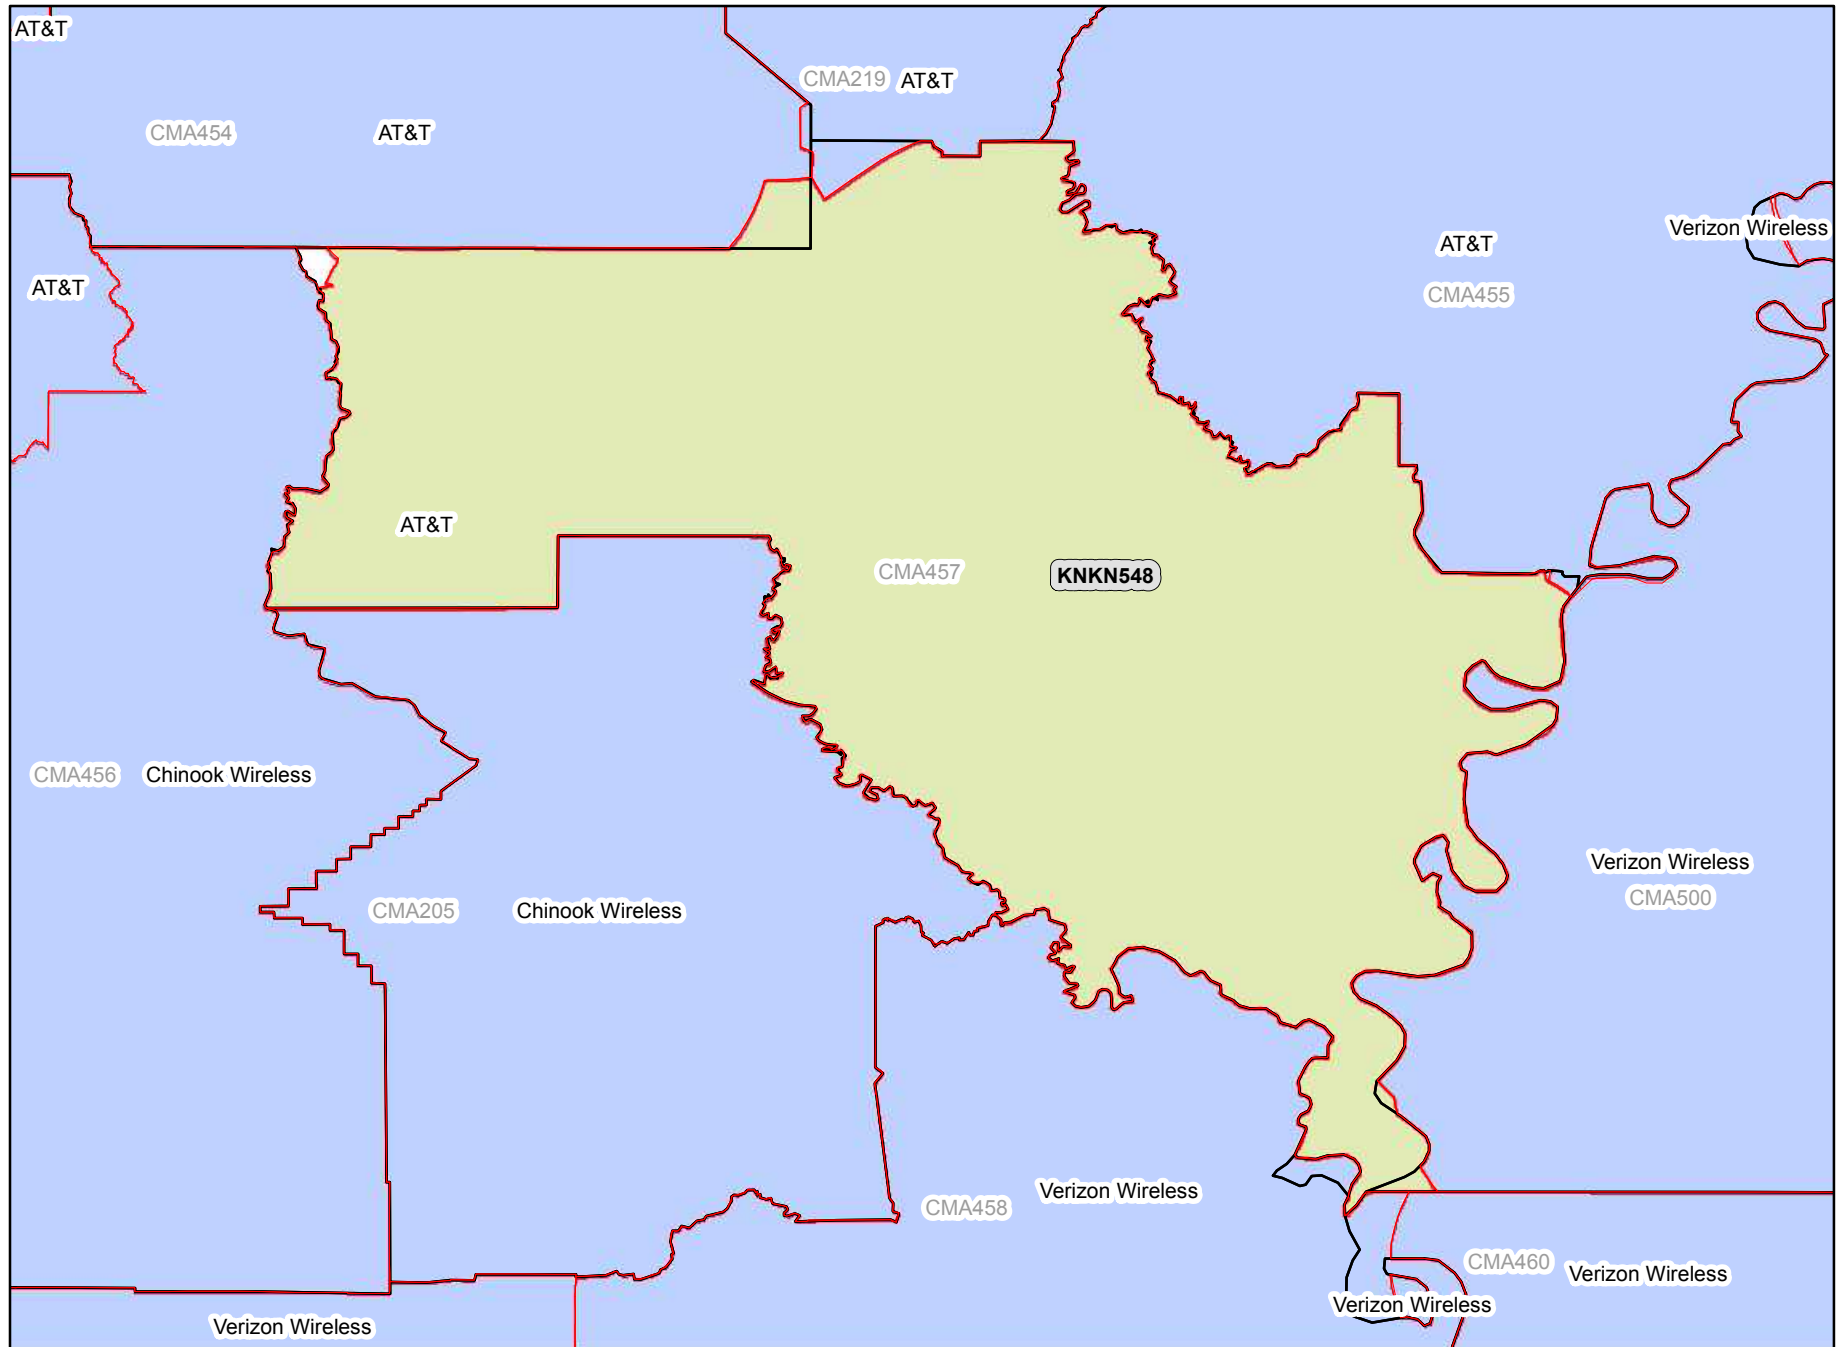 AT&T
CMA219 AT&T
CMA454 AT&T
Verizon Wireless
AT&T
AT&T
CMA455
AT&T
CMA457 KNKN548
CMA456 Chinook Wireless
Verizon Wireless
CMA500
CMA205 Chinook Wireless
Verizon Wireless
CMA458
CMA460 Verizon Wireless
Verizon Wireless
Verizon Wireless